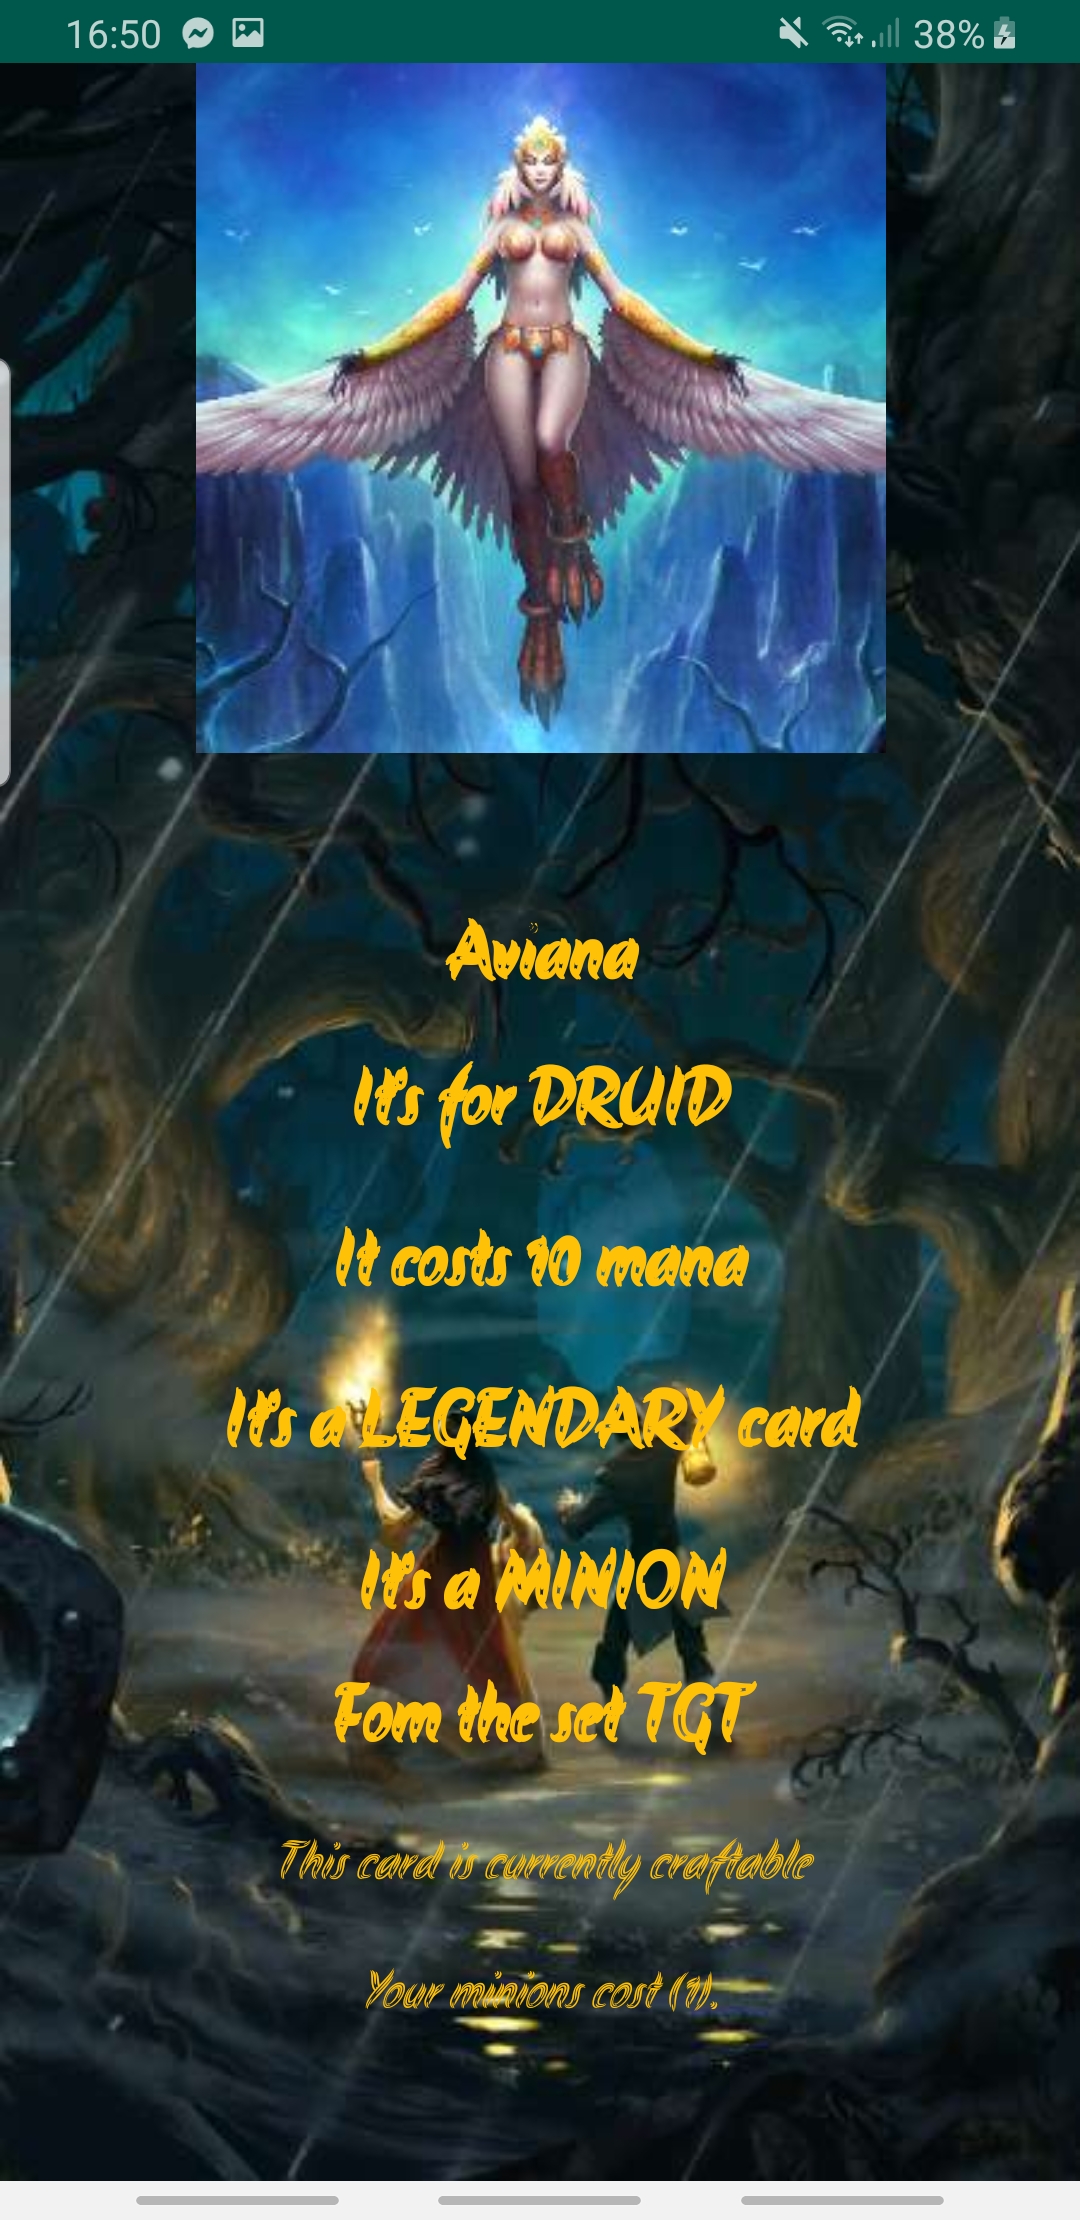 16:50
38%
Aviana
It's for DRUID
It costs 10 mana
It's a LEGENDARY card
It's a MINION
Fom the set TGT
This card is currently craftable
Your minions cost (1).